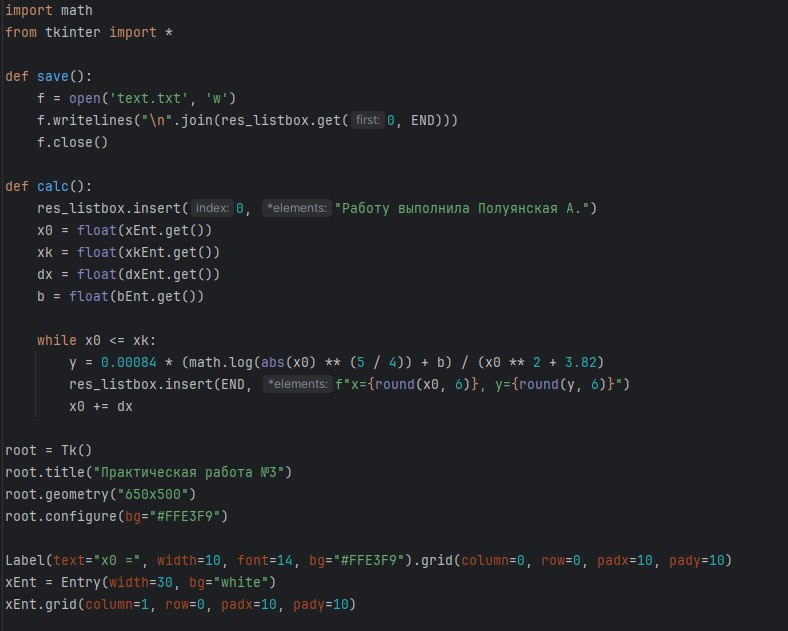 import math
from tkinter import *
def save():
f = open('text.txt', 'w')
f.writelines("\n".join(res_listbox.get( first: 0, END)))
f.close()
def calc():
res_listbox.insert( index: 0, *elements: "Работу выполнила Полуянская А.")
x0 = float(xEnt.get())
xk = float(xkEnt.get())
dx = float(dxEnt.get())
b = float(bEnt.get())
while x0 <= xk:
y = 0.00084 * (math.log(abs(x0) ** (5 / 4)) + b) / (x0 ** 2 + 3.82)
res_listbox.insert(END, *elements: f"x={round(x0, 6)}, y={round(y, 6)}")
x0 += dx
root = Tk()
root.title("Практическая работа №3")
root.geometry("650x500")
root.configure(bg="#FFE3F9")
Label(text="x0 =", width=10, font=14, bg="#FFE3F9").grid(column=0, row=0, padx=10, pady=10)
xEnt = Entry(width=30, bg="white")
xEnt.grid(column=1, row=0, padx=10, pady=10)